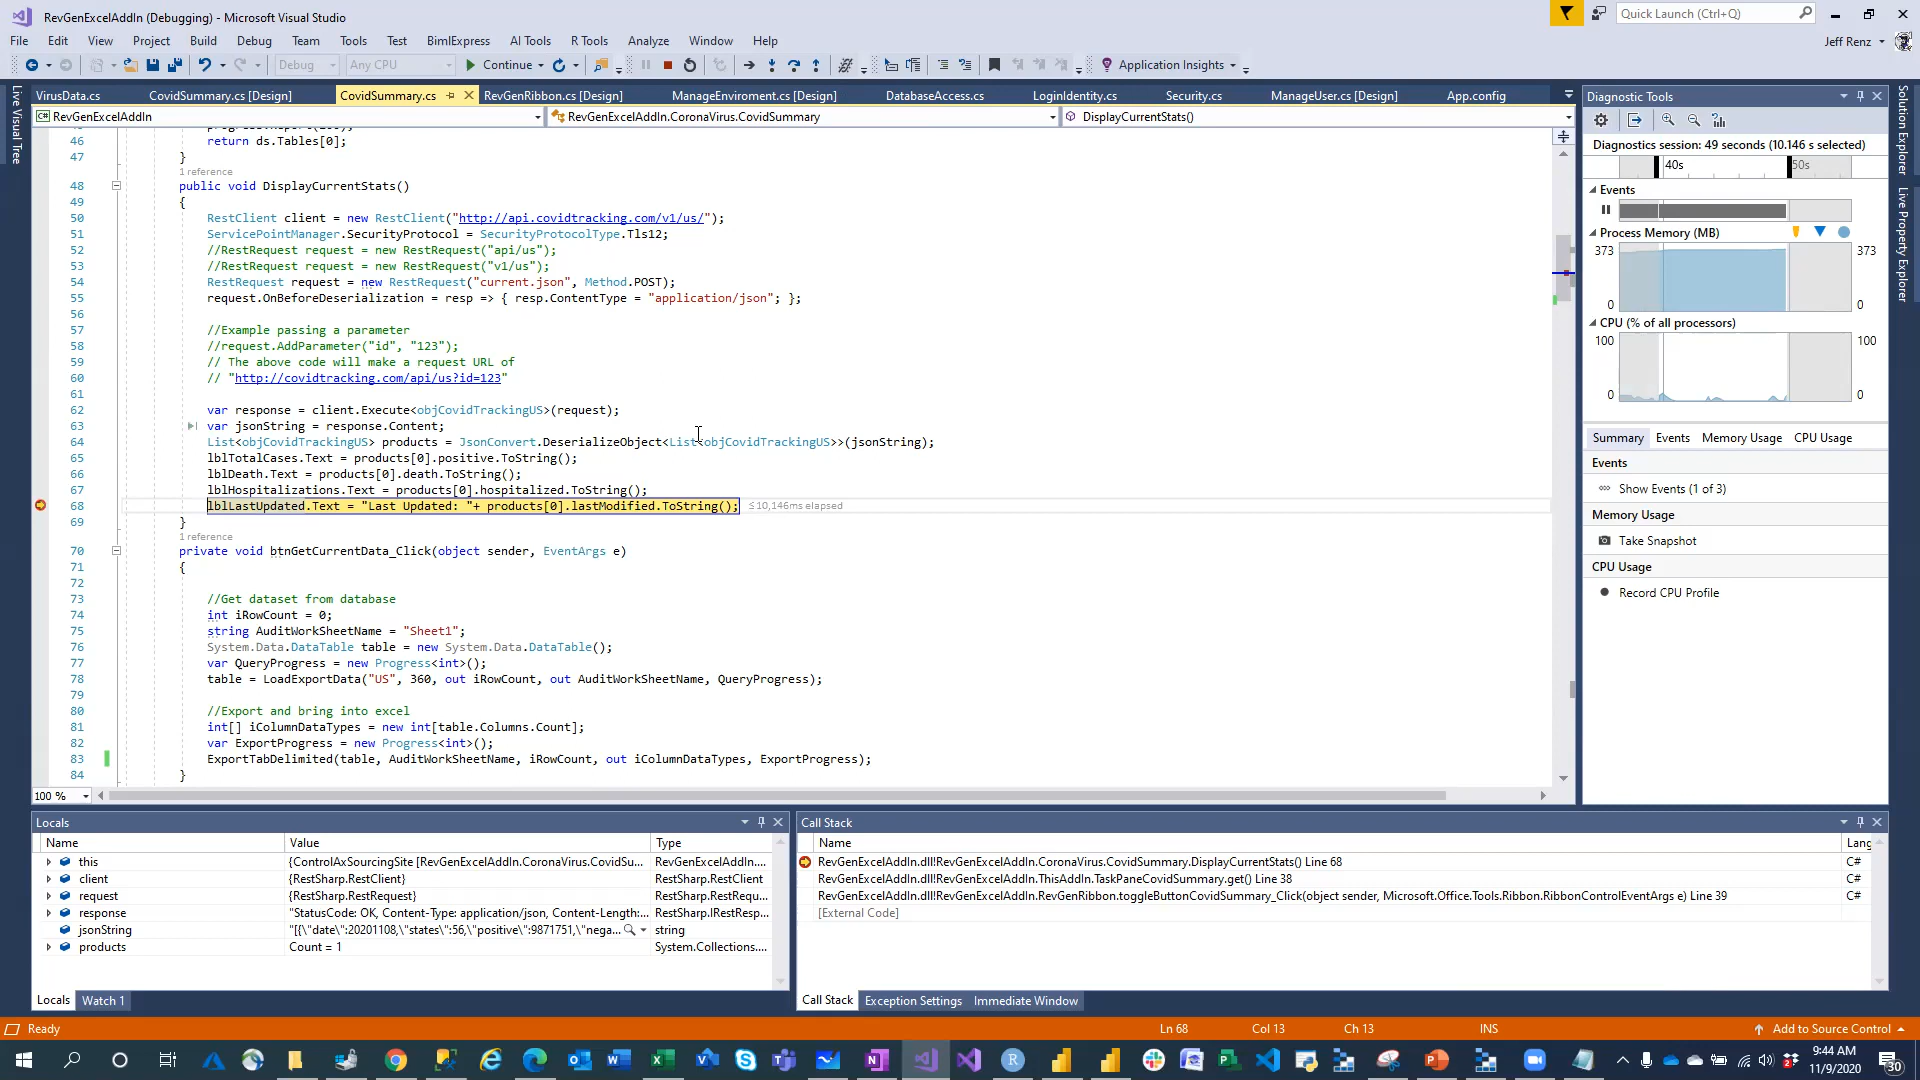 RevGenExcelAddIn (Debugging) - Microsoft Visual Studio
Quick Launch (Ctrl+Q)
File Edit View Project Build Debug Team Tools Test BimlExpress AI Tools R Tools Analyze Window Help
Jeff Renz
Debug Any CPU Continue Application Insights
VirusData.cs CovidSummary.cs [Design] CovidSummary.cs RevGenRibbon.cs [Design] ManageEnviroment.cs [Design] DatabaseAccess.cs LoginIdentity.cs Security.cs ManageUser.cs [Design] App.config
Live Visual Tree
RevGenExcelAddIn RevGenExcelAddIn.CoronaVirus.CovidSummary DisplayCurrentStats()
46 return ds.Tables[0];
47 }
1 reference
48 public void DisplayCurrentStats()
49 {
50 RestClient client = new RestClient("http://api.covidtracking.com/v1/us/");
51 ServicePointManager.SecurityProtocol = SecurityProtocolType.Tls12;
52 //RestRequest request = new RestRequest("api/us");
53 //RestRequest request = new RestRequest("v1/us");
54 RestRequest request = new RestRequest("current.json", Method.POST);
55 request.OnBeforeDeserialization = resp => { resp.ContentType = "application/json"; };
56
57 //Example passing a parameter
58 //request.AddParameter("id", "123");
59 // The above code will make a request URL of
60 // "http://covidtracking.com/api/us?id=123"
61
62 var response = client.Execute<objCovidTrackingUS>(request);
63 var jsonString = response.Content;
64 List<objCovidTrackingUS> products = JsonConvert.DeserializeObject<List<objCovidTrackingUS>>(jsonString);
65 lblTotalCases.Text = products[0].positive.ToString();
66 lblDeath.Text = products[0].death.ToString();
67 lblHospitalizations.Text = products[0].hospitalized.ToString();
68 lblLastUpdated.Text = "Last Updated: "+ products[0].lastModified.ToString(); ≤10,146ms elapsed
69 }
1 reference
70 private void btnGetCurrentData_Click(object sender, EventArgs e)
71 {
72
73 //Get dataset from database
74 int iRowCount = 0;
75 string AuditWorkSheetName = "Sheet1";
76 System.Data.DataTable table = new System.Data.DataTable();
77 var QueryProgress = new Progress<int>();
78 table = LoadExportData("US", 360, out iRowCount, out AuditWorkSheetName, QueryProgress);
79
80 //Export and bring into excel
81 int[] iColumnDataTypes = new int[table.Columns.Count];
82 var ExportProgress = new Progress<int>();
83 ExportTabDelimited(table, AuditWorkSheetName, iRowCount, out iColumnDataTypes, ExportProgress);
84 }
100 %
Diagnostic Tools
Diagnostics session: 49 seconds (10.146 s selected)
40s 50s
Events
Process Memory (MB)
373 373
0 0
CPU (% of all processors)
100 100
0 0
Summary Events Memory Usage CPU Usage
Events
Show Events (1 of 3)
Memory Usage
Take Snapshot
CPU Usage
Record CPU Profile
Solution Explorer
Live Property Explorer
Locals
Name Value Type
this {ControlAxSourcingSite [RevGenExcelAddIn.CoronaVirus.CovidSu... RevGenExcelAddIn....
client {RestSharp.RestClient} RestSharp.RestClient
request {RestSharp.RestRequest} RestSharp.RestRequ...
response "StatusCode: OK, Content-Type: application/json, Content-Length:... RestSharp.IRestResp...
jsonString "[{\"date\":20201108,\"states\":56,\"positive\":9871751,\"nega... string
products Count = 1 System.Collections....
Locals Watch 1
Call Stack
Name Lang
RevGenExcelAddIn.dll!RevGenExcelAddIn.CoronaVirus.CovidSummary.DisplayCurrentStats() Line 68 C#
RevGenExcelAddIn.dll!RevGenExcelAddIn.ThisAddIn.TaskPaneCovidSummary.get() Line 38 C#
RevGenExcelAddIn.dll!RevGenExcelAddIn.RevGenRibbon.toggleButtonCovidSummary_Click(object sender, Microsoft.Office.Tools.Ribbon.RibbonControlEventArgs e) Line 39 C#
[External Code]
Call Stack Exception Settings Immediate Window
Ready Ln 68 Col 13 Ch 13 INS Add to Source Control
9:44 AM
11/9/2020
30